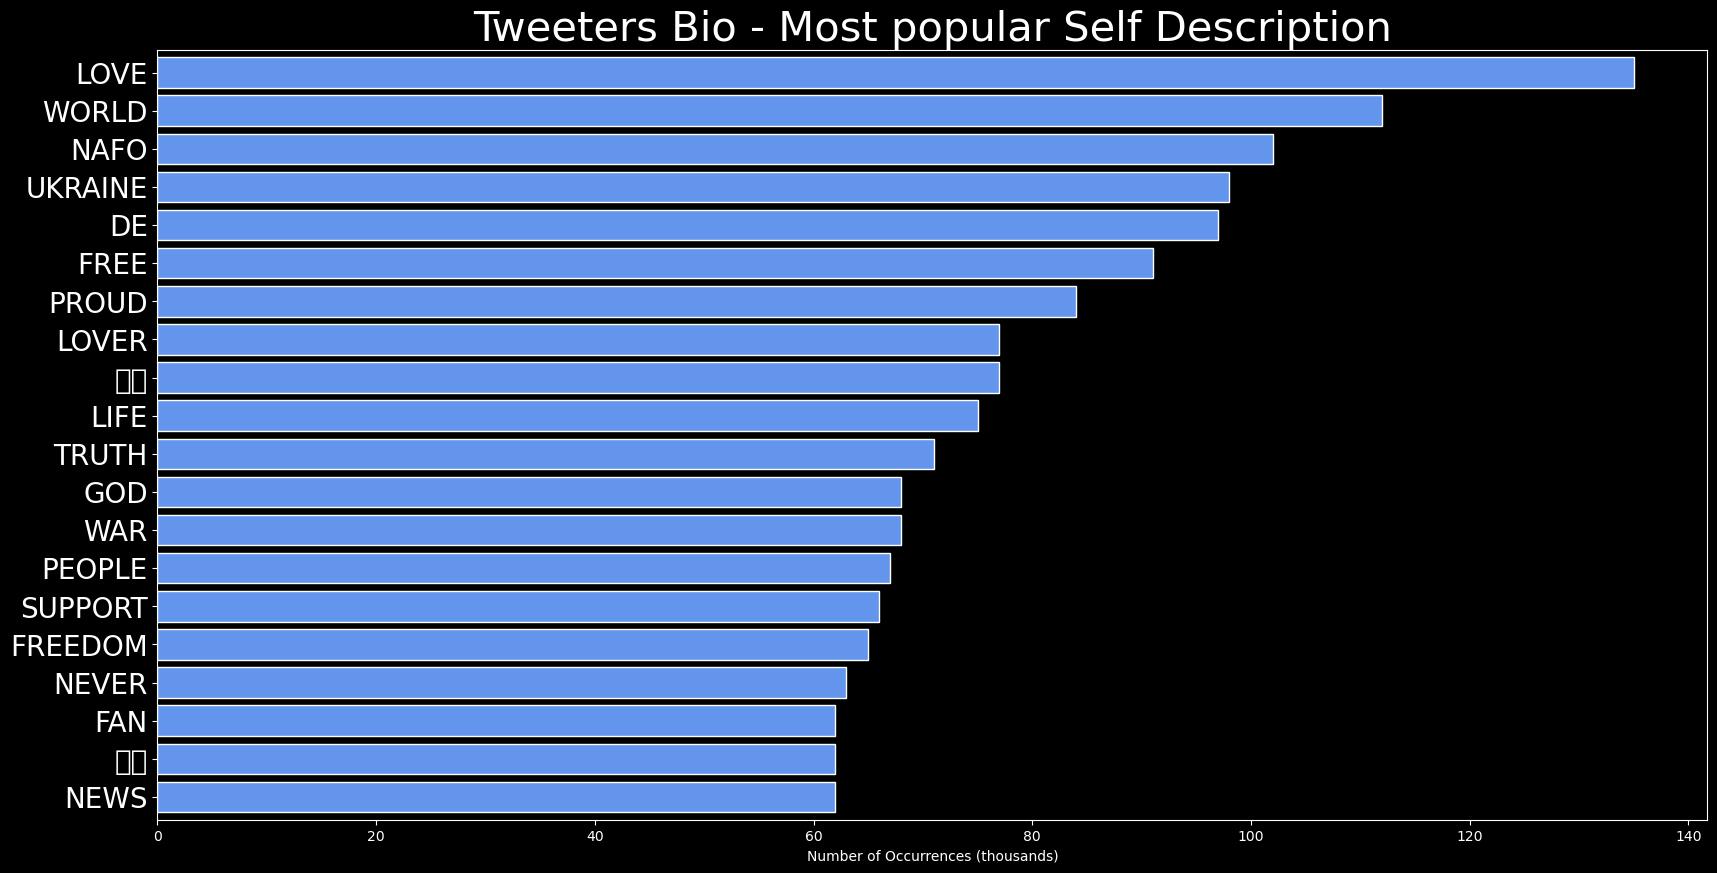 Tweeters Bio - Most popular Self Description
LOVE
WORLD
NAFO
UKRAINE
DE
FREE
PROUD
LOVER
LIFE
TRUTH
GOD
WAR
PEOPLE
SUPPORT
FREEDOM
NEVER
FAN
NEWS
0 20 40 60 80 100 120 140
Number of Occurrences (thousands)